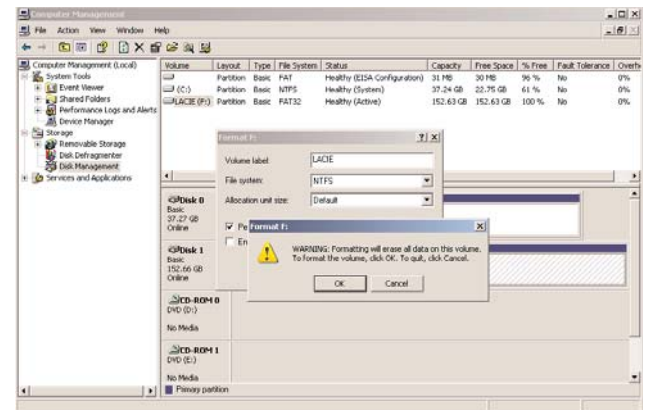 Computer Management
File Action View Window Help
Computer Management (Local)
System Tools
Event Viewer
Shared Folders
Performance Logs and Alerts
Device Manager
Storage
Removable Storage
Disk Defragmenter
Disk Management
Services and Applications
Volume Layout Type File System Status Capacity Free Space % Free Fault Tolerance Overh
Partition Basic FAT Healthy (EISA Configuration) 31 MB 30 MB 96 % No 0%
(C:) Partition Basic NTFS Healthy (System) 37.24 GB 22.75 GB 61 % No 0%
LACIE (F:) Partition Basic FAT32 Healthy (Active) 152.63 GB 152.63 GB 100 % No 0%
Format F:
Volume label: LACIE
File system: NTFS
Allocation unit size: Default
Pe
En
Format F:
WARNING: Formatting will erase all data on this volume.
To format the volume, click OK. To quit, click Cancel.
OK Cancel
Disk 0
Basic
37.27 GB
Online
Disk 1
Basic
152.66 GB
Online
CD-ROM 0
DVD (D:)
No Media
CD-ROM 1
DVD (E:)
No Media
Primary partition